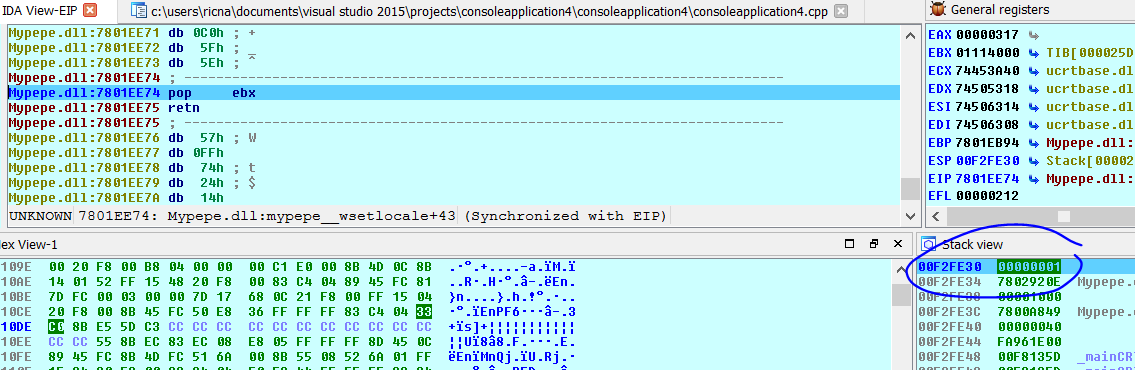 IDA View-EIP
c:\users\ricna\documents\visual studio 2015\projects\consoleapplication4\consoleapplication4\consoleapplication4.cpp
General registers
Mypepe.dll:7801EE71 db 0C0h ; +
Mypepe.dll:7801EE72 db 5Fh ; _
Mypepe.dll:7801EE73 db 5Eh ; ^
Mypepe.dll:7801EE74 ; ---------------------------------------------------------------------------
Mypepe.dll:7801EE74 pop ebx
Mypepe.dll:7801EE75 retn
Mypepe.dll:7801EE75 ; ---------------------------------------------------------------------------
Mypepe.dll:7801EE76 db 57h ; W
Mypepe.dll:7801EE77 db 0FFh
Mypepe.dll:7801EE78 db 74h ; t
Mypepe.dll:7801EE79 db 24h ; $
Mypepe.dll:7801EE7A db 14h
UNKNOWN 7801EE74: Mypepe.dll:mypepe__wsetlocale+43 (Synchronized with EIP)
EAX 00000317
EBX 01114000 TIB[000025D
ECX 74453A40 ucrtbase.dl
EDX 74505318 ucrtbase.dl
ESI 74506314 ucrtbase.dl
EDI 74506308 ucrtbase.dl
EBP 7801EB94 Mypepe.dll:
ESP 00F2FE30 Stack[00002
EIP 7801EE74 Mypepe.dll:
EFL 00000212
ex View-1
109E 00 20 F8 00 B8 04 00 00 00 C1 E0 00 8B 4D 0C 8B
10AE 14 01 52 FF 15 48 20 F8 00 83 C4 04 89 45 FC 81
10BE 7D FC 00 03 00 00 7D 17 68 0C 21 F8 00 FF 15 04
10CE 20 F8 00 8B 45 FC 50 E8 36 FF FF FF 83 C4 04 33
10DE C0 8B E5 5D C3 CC CC CC CC CC CC CC CC CC CC CC
10EE CC CC 55 8B EC 83 EC 08 E8 05 FF FF FF 8D 45 0C
10FE 89 45 FC 8B 4D FC 51 6A 00 8B 55 08 52 6A 01 FF
Stack view
00F2FE30 00000001
00F2FE34 7802920E Mypepe.d
00F2FE38 00001000
00F2FE3C 7800A849 Mypepe.d
00F2FE40 00000040
00F2FE44 FA961E00
00F2FE48 00F8135D _mainCR